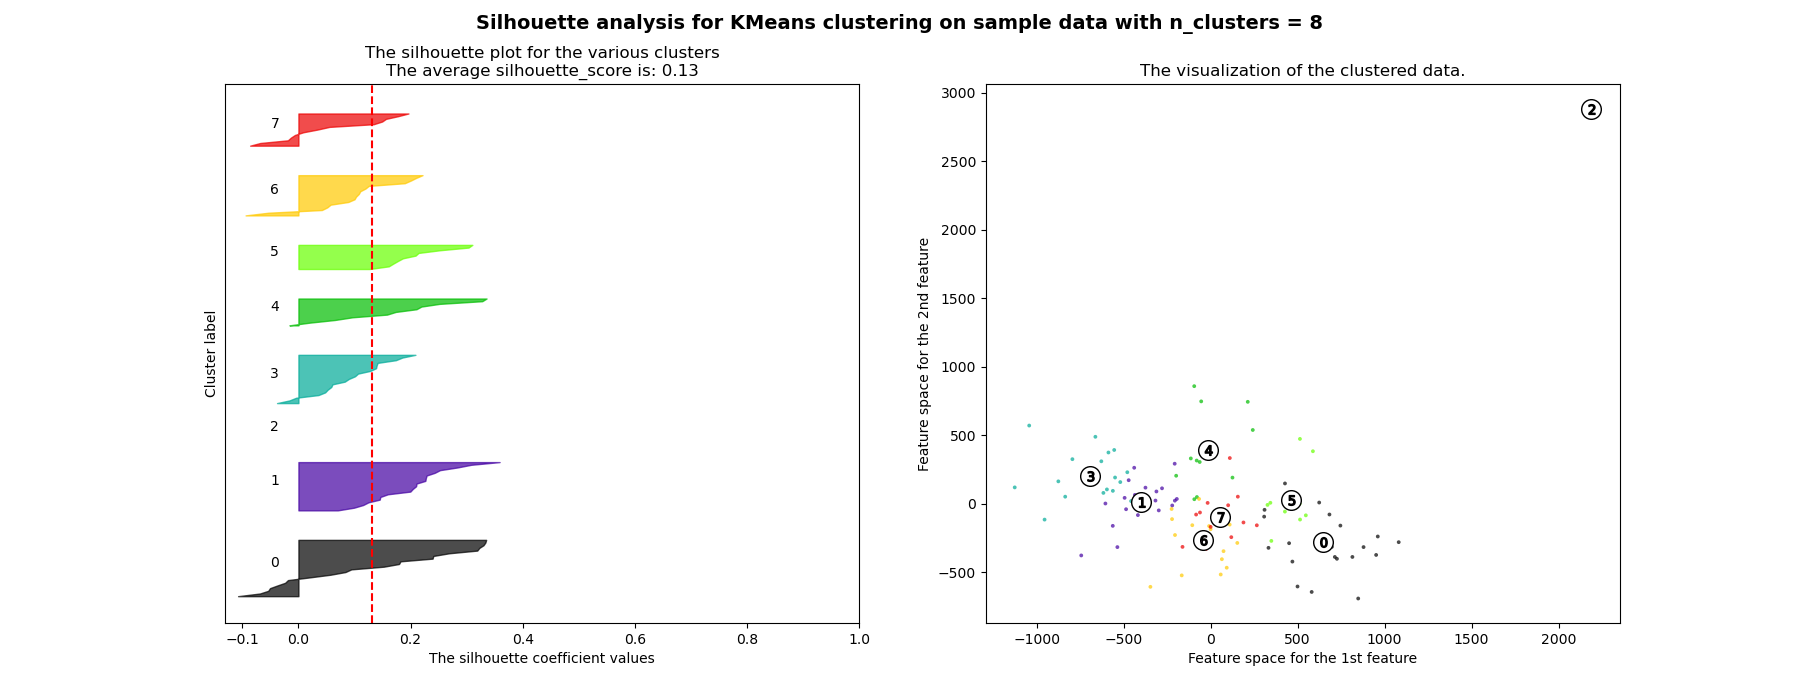 Silhouette analysis for KMeans clustering on sample data with n_clusters = 8
The silhouette plot for the various clusters
The average silhouette_score is: 0.13
7
6
5
4
3
2
1
0
Cluster label
−0.1 0.0 0.2 0.4 0.6 0.8 1.0
The silhouette coefficient values
The visualization of the clustered data.
3000
2500
2000
1500
1000
500
0
−500
Feature space for the 2nd feature
2
4
3
1
5
7
6
0
−1000 −500 0 500 1000 1500 2000
Feature space for the 1st feature